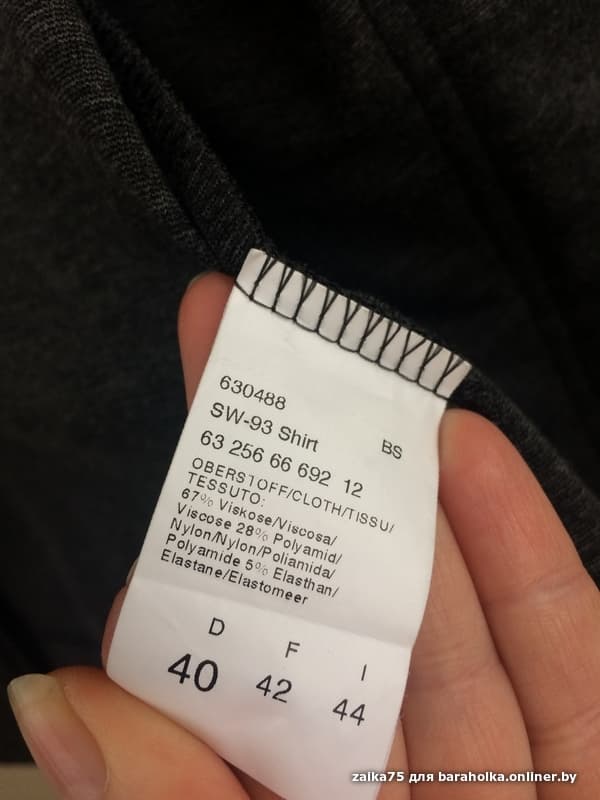 630488
SW-93 Shirt BS
63 256 66 692 12
OBERSTOFF/CLOTH/TISSU/
TESSUTO:
67% Viskose/Viscosa/
Viscose 28% Polyamid/
Nylon/Nylon/Poliamida/
Polyamide 5% Elasthan/
Elastane/Elastomeer
D F I
40 42 44
zaika75 для baraholka.onliner.by